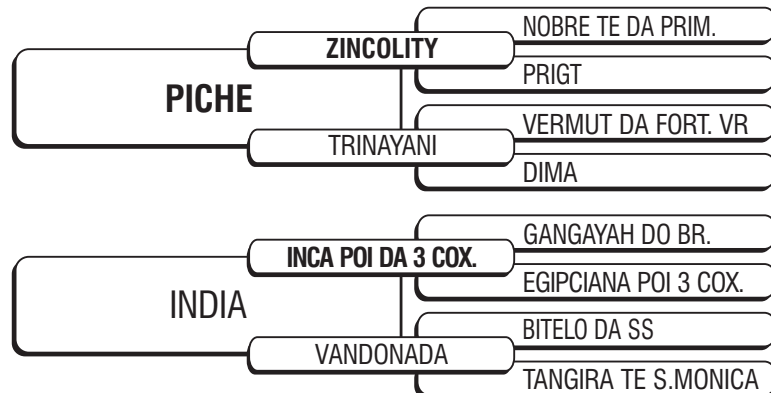 NOBRE TE DA PRIM.
ZINCOLITY
PRIGT
PICHE
VERMUT DA FORT. VR
TRINAYANI
DIMA
GANGAYAH DO BR.
INCA POI DA 3 COX.
EGIPCIANA POI 3 COX.
INDIA
BITELO DA SS
VANDONADA
TANGIRA TE S.MONICA